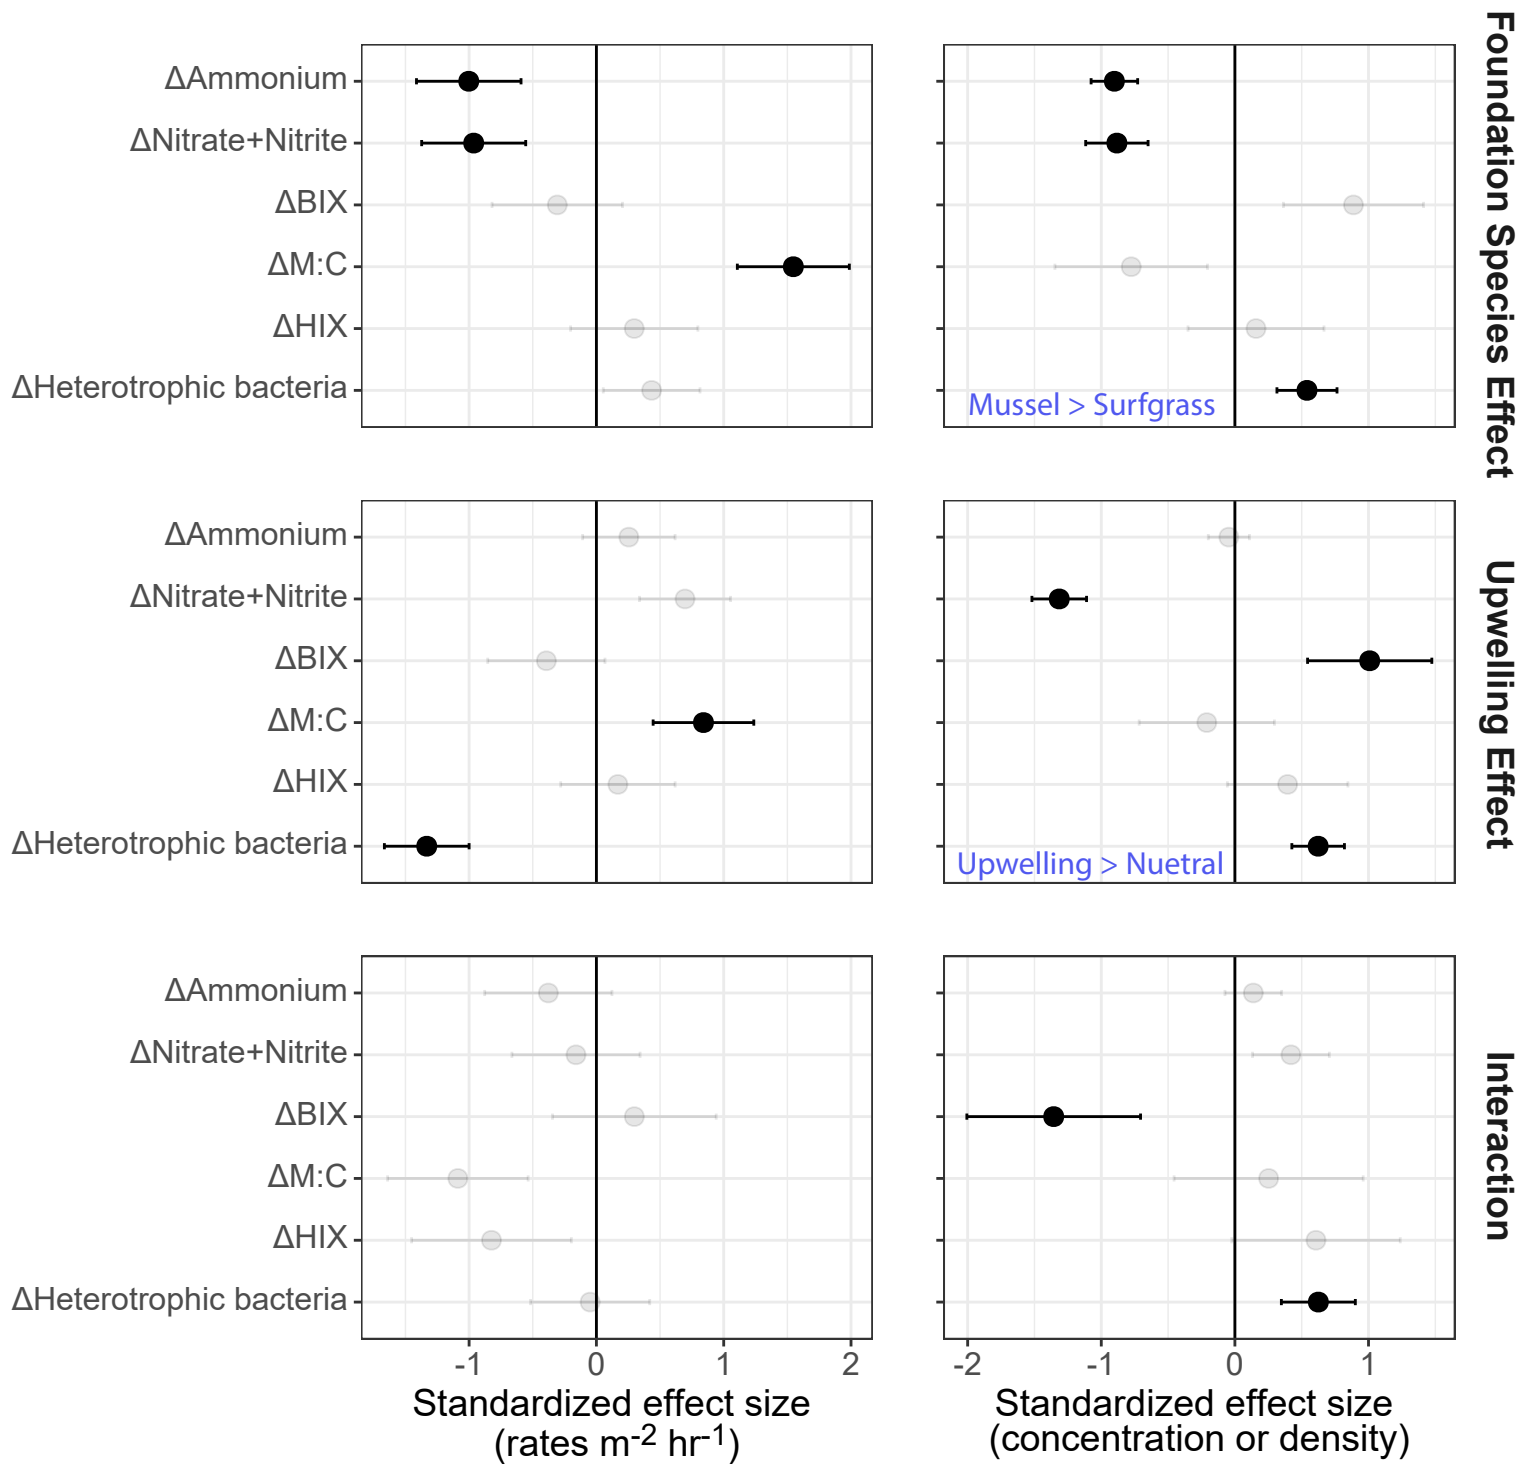 Foundation Species Effect
ΔAmmonium
ΔNitrate+Nitrite
ΔBIX
ΔM:C
ΔHIX
ΔHeterotrophic bacteria
Mussel > Surfgrass
Upwelling Effect
ΔAmmonium
ΔNitrate+Nitrite
ΔBIX
ΔM:C
ΔHIX
ΔHeterotrophic bacteria
Upwelling > Nuetral
Interaction
ΔAmmonium
ΔNitrate+Nitrite
ΔBIX
ΔM:C
ΔHIX
ΔHeterotrophic bacteria
-1 0 1 2
-2 -1 0 1
Standardized effect size
(rates m-2 hr-1)
Standardized effect size
(concentration or density)